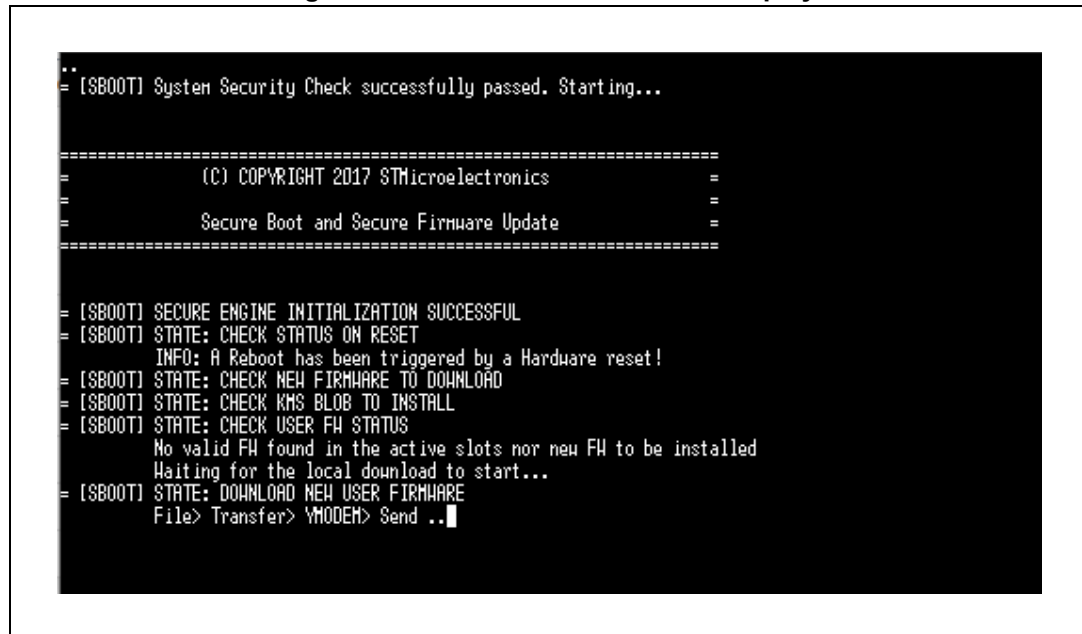 ..
= [SBOOT] System Security Check successfully passed. Starting...
======================================================================
= (C) COPYRIGHT 2017 STMicroelectronics =
= =
= Secure Boot and Secure Firmware Update =
======================================================================
= [SBOOT] SECURE ENGINE INITIALIZATION SUCCESSFUL
= [SBOOT] STATE: CHECK STATUS ON RESET
INFO: A Reboot has been triggered by a Hardware reset!
= [SBOOT] STATE: CHECK NEW FIRMWARE TO DOWNLOAD
= [SBOOT] STATE: CHECK KMS BLOB TO INSTALL
= [SBOOT] STATE: CHECK USER FW STATUS
No valid FW found in the active slots nor new FW to be installed
Waiting for the local download to start...
= [SBOOT] STATE: DOWNLOAD NEW USER FIRMWARE
File> Transfer> YMODEM> Send ..